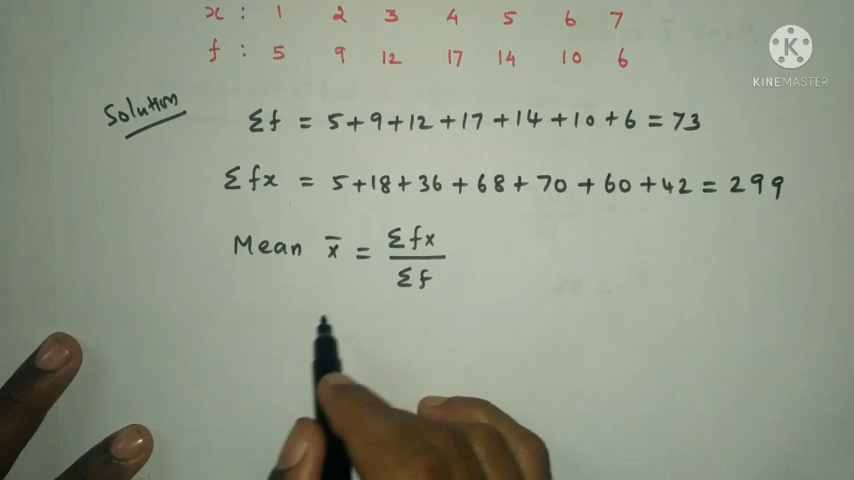 x : 1 2 3 4 5 6 7
f : 5 9 12 17 14 10 6
K
KINEMASTER
Solution
Σf = 5+9+12+17+14+10+6 = 73
Σfx = 5+18+36+68+70+60+42 = 299
Mean x̄ = Σfx / Σf